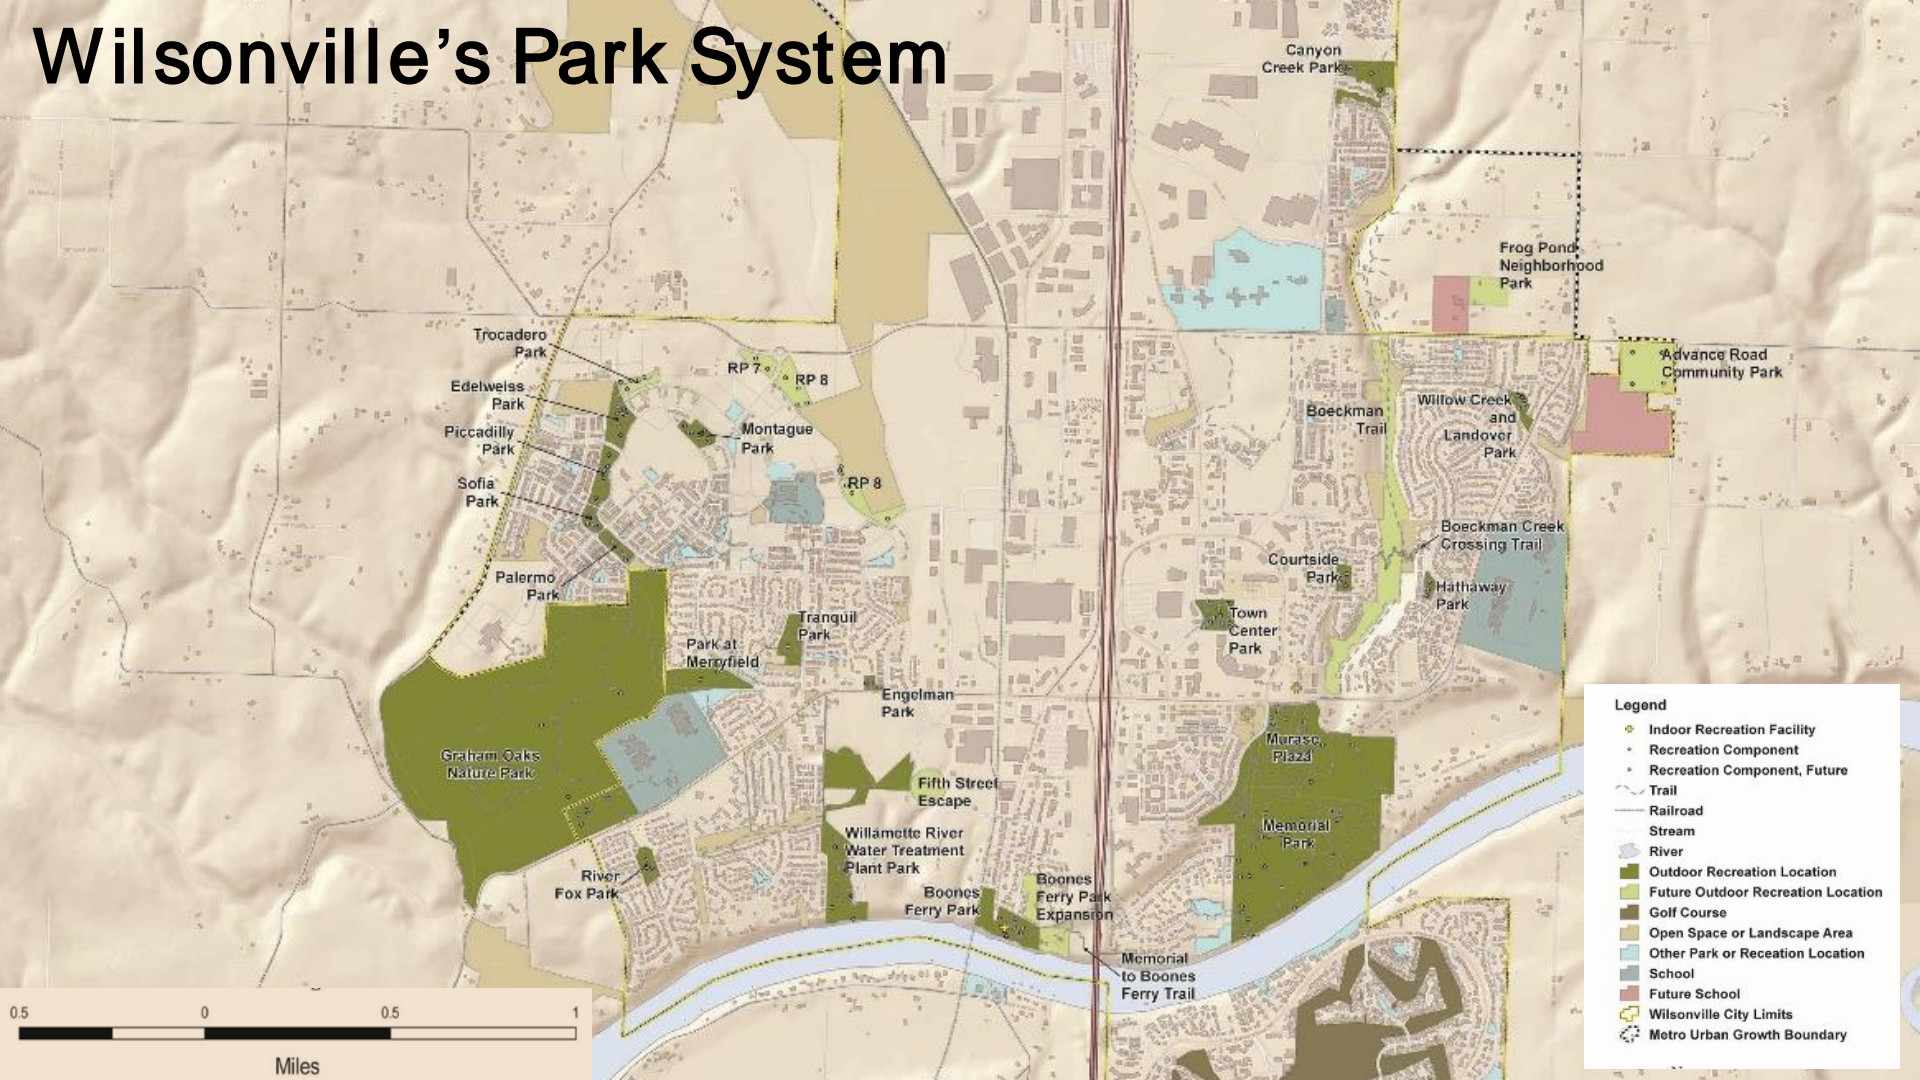 Wilsonville's Park System
Canyon
Creek Park
Frog Pond
Neighborhood
Park
Trocadero
Park
RP 7
RP 8
Advance Road
Community Park
Edelweiss
Park
Boeckman
Trail
Willow Creek
and
Landover
Park
Piccadilly
Park
Montague
Park
Sofia
Park
RP 8
Boeckman Creek
Crossing Trail
Courtside
Park
Palermo
Park
Hathaway
Park
Tranquil
Park
Town
Center
Park
Park at
Merryfield
Engelman
Park
Graham Oaks
Nature Park
Murase
Plaza
Fifth Street
Escape
Memorial
Park
Willamette River
Water Treatment
Plant Park
River
Fox Park
Boones
Ferry Park
Boones
Ferry Park
Expansion
Memorial
to Boones
Ferry Trail
Legend
Indoor Recreation Facility
Recreation Component
Recreation Component, Future
Trail
Railroad
Stream
River
Outdoor Recreation Location
Future Outdoor Recreation Location
Golf Course
Open Space or Landscape Area
Other Park or Receation Location
School
Future School
Wilsonville City Limits
Metro Urban Growth Boundary
0.5 0 0.5 1
Miles